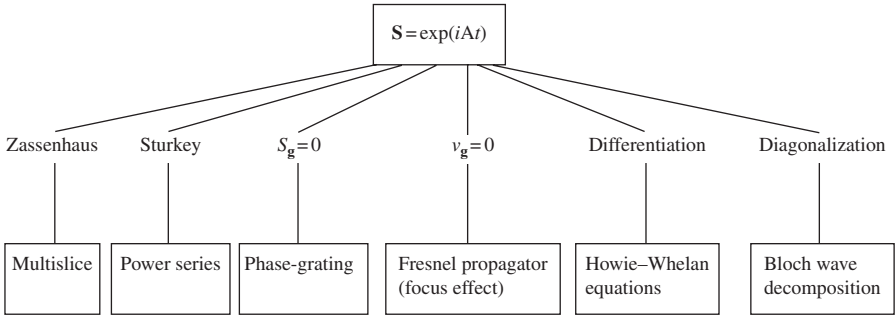 S = exp(iAt)
Zassenhaus
Sturkey
S_g = 0
v_g = 0
Differentiation
Diagonalization
Multislice
Power series
Phase-grating
Fresnel propagator
(focus effect)
Howie–Whelan
equations
Bloch wave
decomposition